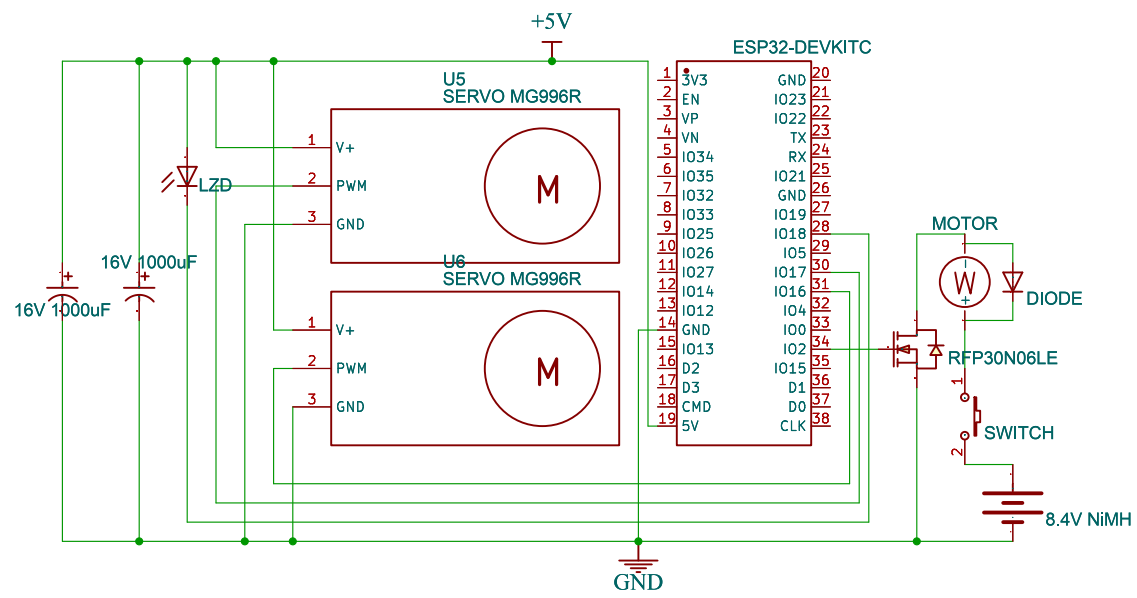 +5V
ESP32-DEVKITC
U5
SERVO MG996R
1 V+
2 PWM
3 GND
M
LZD
16V 1000uF
16V 1000uF
U6
SERVO MG996R
1 V+
2 PWM
3 GND
M
1 3V3
2 EN
3 VP
4 VN
5 IO34
6 IO35
7 IO32
8 IO33
9 IO25
10 IO26
11 IO27
12 IO14
13 IO12
14 GND
15 IO13
16 D2
17 D3
18 CMD
19 5V
GND 20
IO23 21
IO22 22
TX 23
RX 24
IO21 25
GND 26
IO19 27
IO18 28
IO5 29
IO17 30
IO16 31
IO4 32
IO0 33
IO2 34
IO15 35
D1 36
D0 37
CLK 38
MOTOR
W
DIODE
RFP30N06LE
1
SWITCH
2
8.4V NiMH
GND